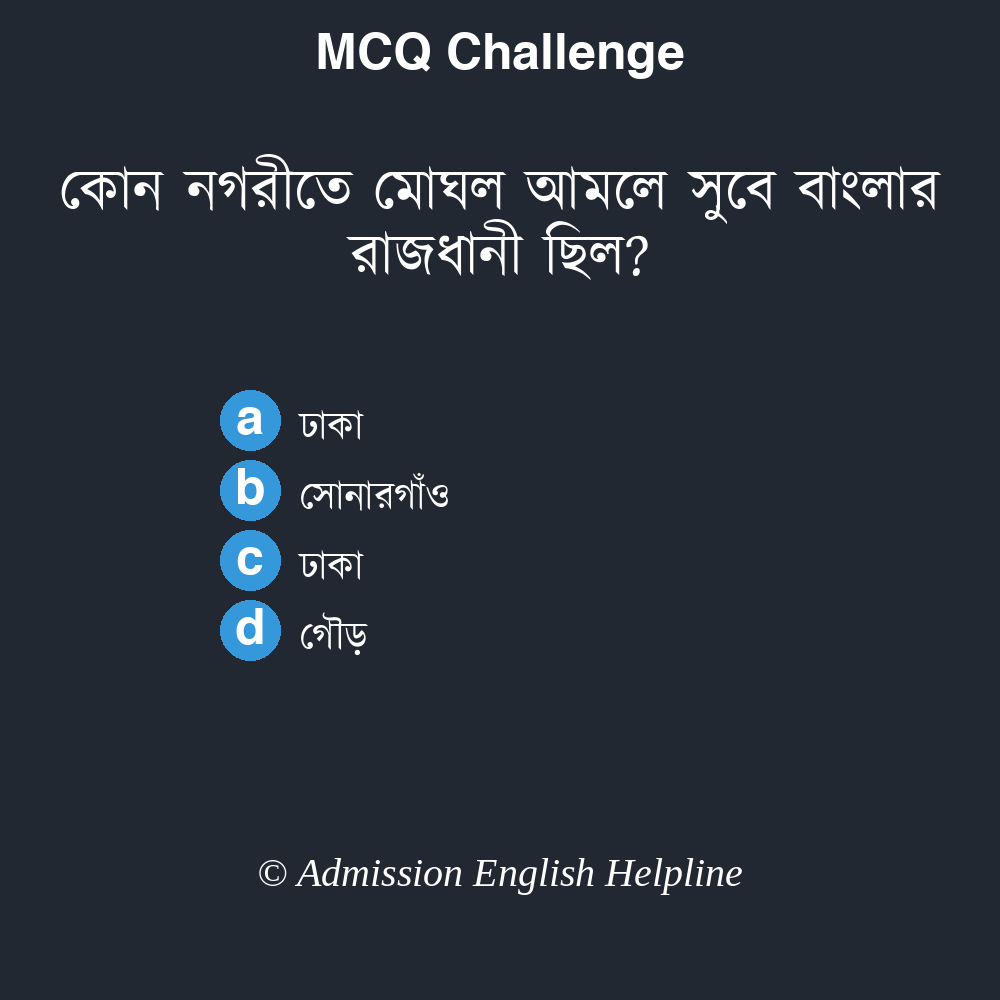 MCQ Challenge
কোন নগরীতে মোঘল আমলে সুবে বাংলার
রাজধানী ছিল?
a ঢাকা
b সোনারগাঁও
c ঢাকা
d গৌড়
© Admission English Helpline